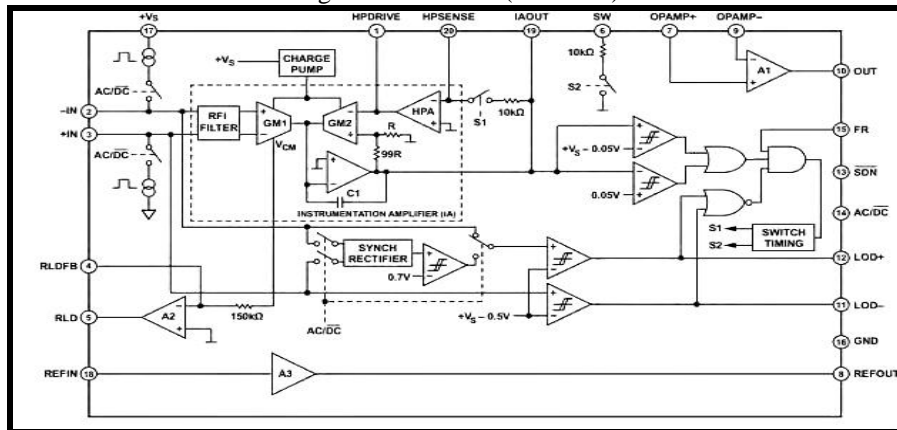 +VS
HPDRIVE
HPSENSE
IAOUT
SW
OPAMP+
OPAMP–
17
1
20
19
6
7
9
+VS
CHARGE
PUMP
10kΩ
S2
A1
10
OUT
AC/DC
–IN
2
+IN
3
RFI
FILTER
GM1
GM2
HPA
S1
10kΩ
R
VCM
99R
C1
INSTRUMENTATION AMPLIFIER (IA)
AC/DC
+VS – 0.05V
0.05V
15
FR
13
SDN
14
AC/DC
S1
S2
SWITCH
TIMING
12
LOD+
SYNCH
RECTIFIER
0.7V
RLDFB
4
150kΩ
A2
RLD
5
AC/DC
+VS – 0.5V
11
LOD–
16
GND
REFIN
18
A3
8
REFOUT